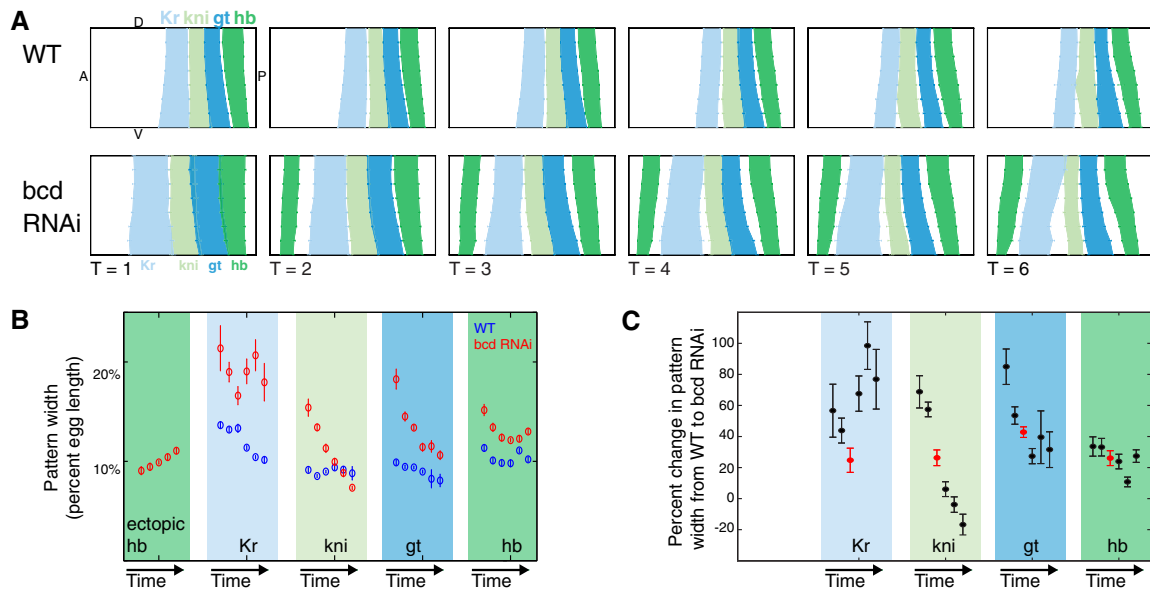 A
D
Kr kni gt hb
WT
A
P
V
bcd
RNAi
Kr kni gt hb
T = 1
T = 2
T = 3
T = 4
T = 5
T = 6
B
Pattern width
(percent egg length)
20%
10%
WT
bcd RNAi
ectopic
hb
Kr
kni
gt
hb
Time
Time
Time
Time
Time
C
Percent change in pattern
width from WT to bcd RNAi
100
80
60
40
20
0
-20
Kr
kni
gt
hb
Time
Time
Time
Time